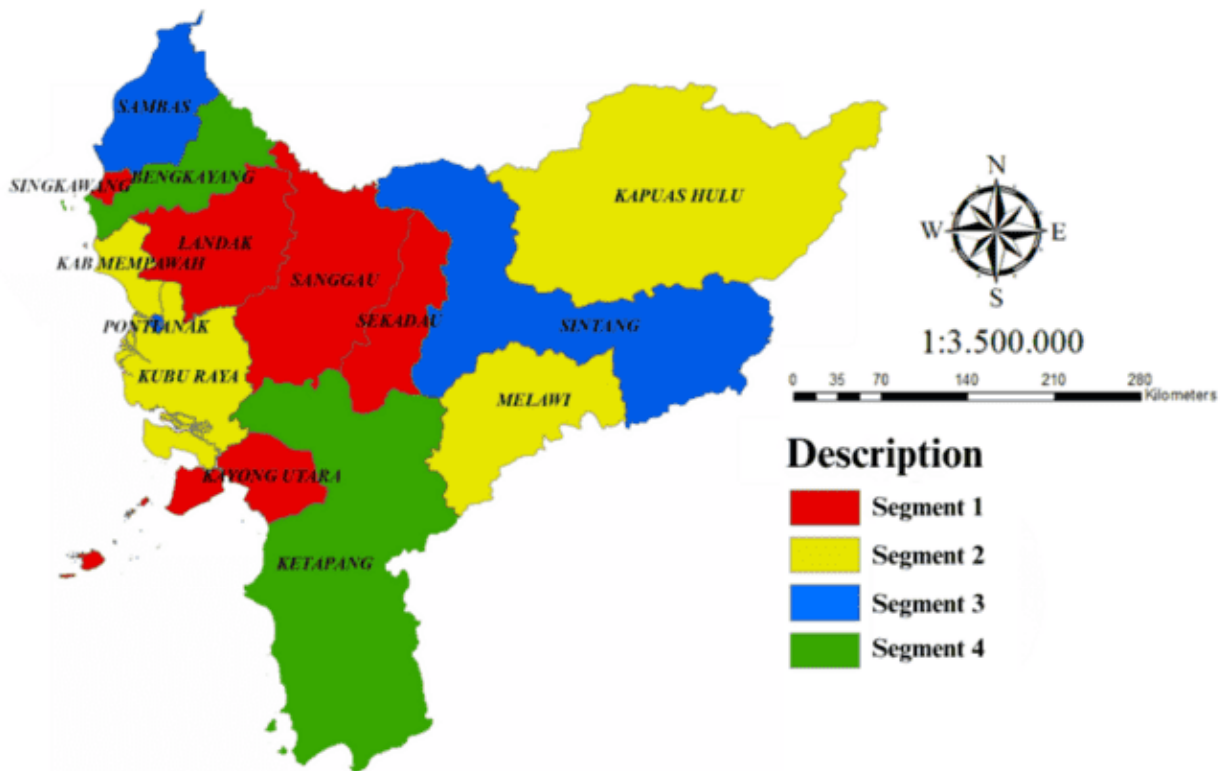 SAMBAS
SINGKAWANG
BENGKAYANG
KAPUAS HULU
LANDAK
KAB MEMPAWAH
SANGGAU
PONTIANAK
SEKADAU
SINTANG
KUBU RAYA
MELAWI
KAYONG UTARA
KETAPANG
N
W E
S
1:3.500.000
0 35 70 140 210 280
Kilometers
Description
Segment 1
Segment 2
Segment 3
Segment 4